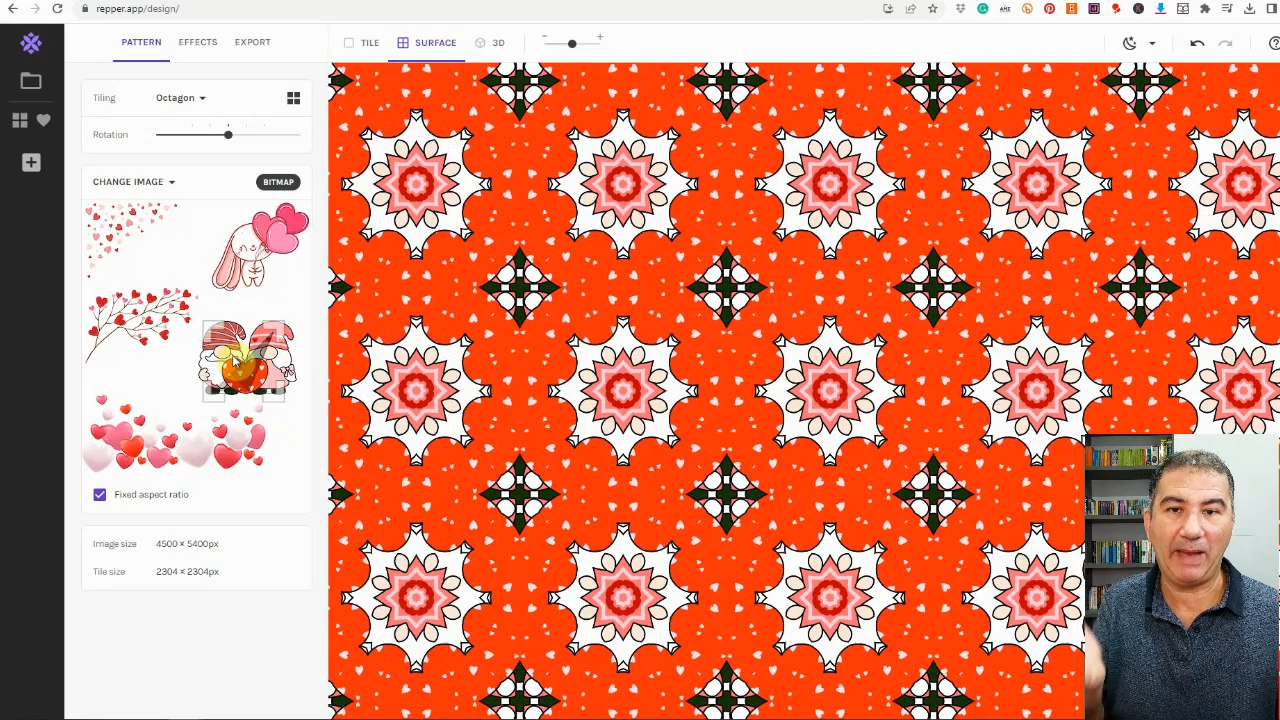 repper.app/design/
PATTERN
EFFECTS
EXPORT
TILE
SURFACE
3D
Tiling
Octagon
Rotation
CHANGE IMAGE
BITMAP
Fixed aspect ratio
Image size
4500 × 5400px
Tile size
2304 × 2304px